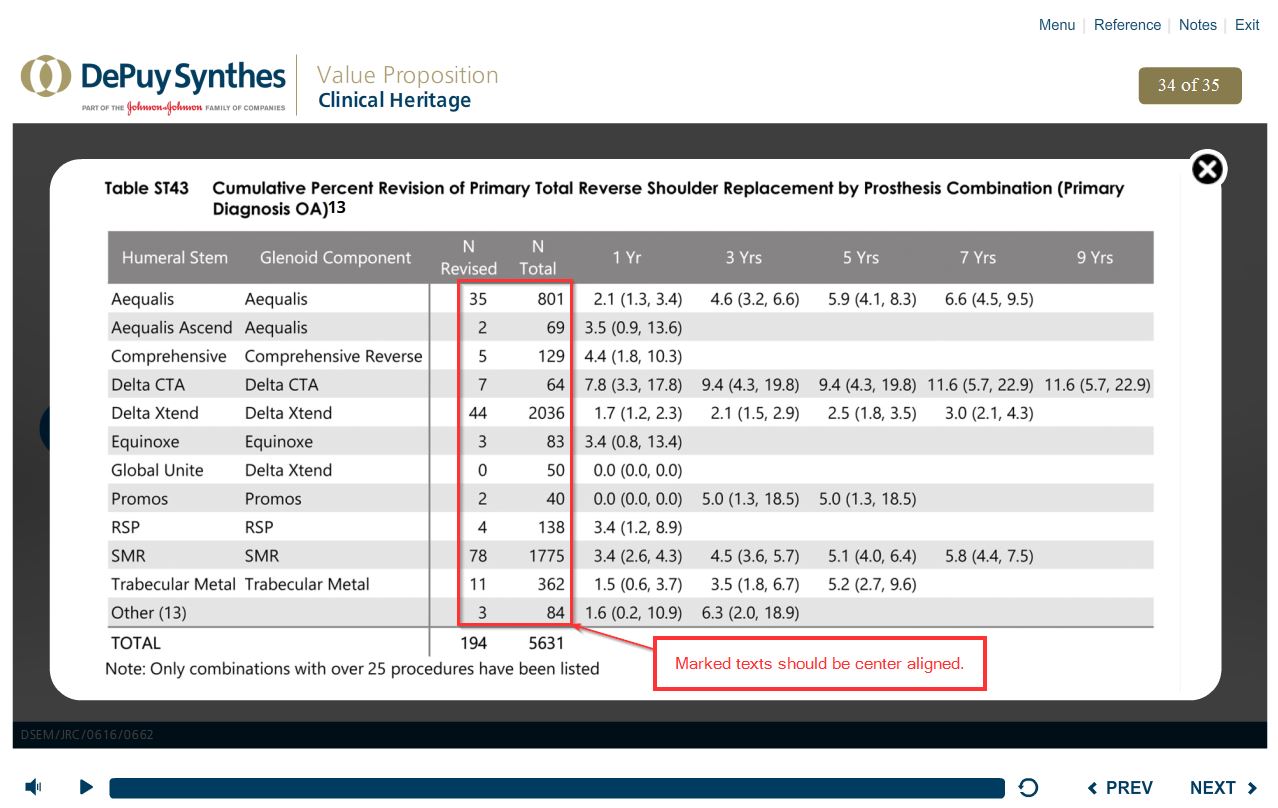 Menu | Reference | Notes | Exit
DePuy Synthes
PART OF THE Johnson & Johnson FAMILY OF COMPANIES
Value Proposition
Clinical Heritage
34 of 35
Table ST43 Cumulative Percent Revision of Primary Total Reverse Shoulder Replacement by Prosthesis Combination (Primary
Diagnosis OA)13
Humeral Stem Glenoid Component N Revised N Total 1 Yr 3 Yrs 5 Yrs 7 Yrs 9 Yrs
Aequalis Aequalis 35 801 2.1 (1.3, 3.4) 4.6 (3.2, 6.6) 5.9 (4.1, 8.3) 6.6 (4.5, 9.5)
Aequalis Ascend Aequalis 2 69 3.5 (0.9, 13.6)
Comprehensive Comprehensive Reverse 5 129 4.4 (1.8, 10.3)
Delta CTA Delta CTA 7 64 7.8 (3.3, 17.8) 9.4 (4.3, 19.8) 9.4 (4.3, 19.8) 11.6 (5.7, 22.9) 11.6 (5.7, 22.9)
Delta Xtend Delta Xtend 44 2036 1.7 (1.2, 2.3) 2.1 (1.5, 2.9) 2.5 (1.8, 3.5) 3.0 (2.1, 4.3)
Equinoxe Equinoxe 3 83 3.4 (0.8, 13.4)
Global Unite Delta Xtend 0 50 0.0 (0.0, 0.0)
Promos Promos 2 40 0.0 (0.0, 0.0) 5.0 (1.3, 18.5) 5.0 (1.3, 18.5)
RSP RSP 4 138 3.4 (1.2, 8.9)
SMR SMR 78 1775 3.4 (2.6, 4.3) 4.5 (3.6, 5.7) 5.1 (4.0, 6.4) 5.8 (4.4, 7.5)
Trabecular Metal Trabecular Metal 11 362 1.5 (0.6, 3.7) 3.5 (1.8, 6.7) 5.2 (2.7, 9.6)
Other (13) 3 84 1.6 (0.2, 10.9) 6.3 (2.0, 18.9)
TOTAL 194 5631
Note: Only combinations with over 25 procedures have been listed
Marked texts should be center aligned.
DSEM/JRC/0616/0662
PREV NEXT